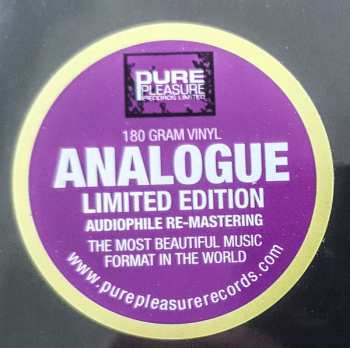 PURE
PLEASURE
RECORDS LIMITED
180 GRAM VINYL
ANALOGUE
LIMITED EDITION
AUDIOPHILE RE-MASTERING
THE MOST BEAUTIFUL MUSIC
FORMAT IN THE WORLD
www.purepleasurerecords.com